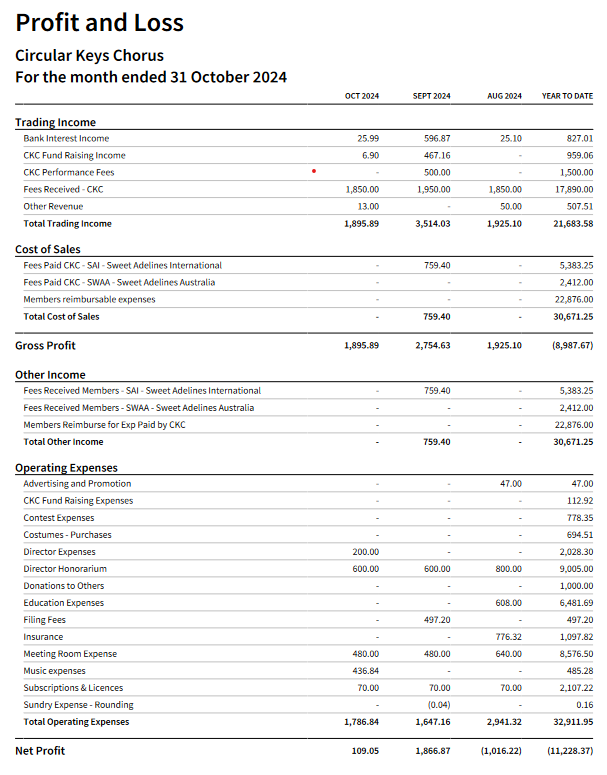 Profit and Loss
Circular Keys Chorus
For the month ended 31 October 2024
OCT 2024 SEPT 2024 AUG 2024 YEAR TO DATE
Trading Income
Bank Interest Income 25.99 596.87 25.10 827.01
CKC Fund Raising Income 6.90 467.16 - 959.06
CKC Performance Fees - 500.00 - 1,500.00
Fees Received - CKC 1,850.00 1,950.00 1,850.00 17,890.00
Other Revenue 13.00 - 50.00 507.51
Total Trading Income 1,895.89 3,514.03 1,925.10 21,683.58
Cost of Sales
Fees Paid CKC - SAI - Sweet Adelines International - 759.40 - 5,383.25
Fees Paid CKC - SWAA - Sweet Adelines Australia - - - 2,412.00
Members reimbursable expenses - - - 22,876.00
Total Cost of Sales - 759.40 - 30,671.25
Gross Profit 1,895.89 2,754.63 1,925.10 (8,987.67)
Other Income
Fees Received Members - SAI - Sweet Adelines International - 759.40 - 5,383.25
Fees Received Members - SWAA - Sweet Adelines Australia - - - 2,412.00
Members Reimburse for Exp Paid by CKC - - - 22,876.00
Total Other Income - 759.40 - 30,671.25
Operating Expenses
Advertising and Promotion - - 47.00 47.00
CKC Fund Raising Expenses - - - 112.92
Contest Expenses - - - 778.35
Costumes - Purchases - - - 694.51
Director Expenses 200.00 - - 2,028.30
Director Honorarium 600.00 600.00 800.00 9,005.00
Donations to Others - - - 1,000.00
Education Expenses - - 608.00 6,481.69
Filing Fees - 497.20 - 497.20
Insurance - - 776.32 1,097.82
Meeting Room Expense 480.00 480.00 640.00 8,576.50
Music expenses 436.84 - - 485.28
Subscriptions & Licences 70.00 70.00 70.00 2,107.22
Sundry Expense - Rounding - (0.04) - 0.16
Total Operating Expenses 1,786.84 1,647.16 2,941.32 32,911.95
Net Profit 109.05 1,866.87 (1,016.22) (11,228.37)